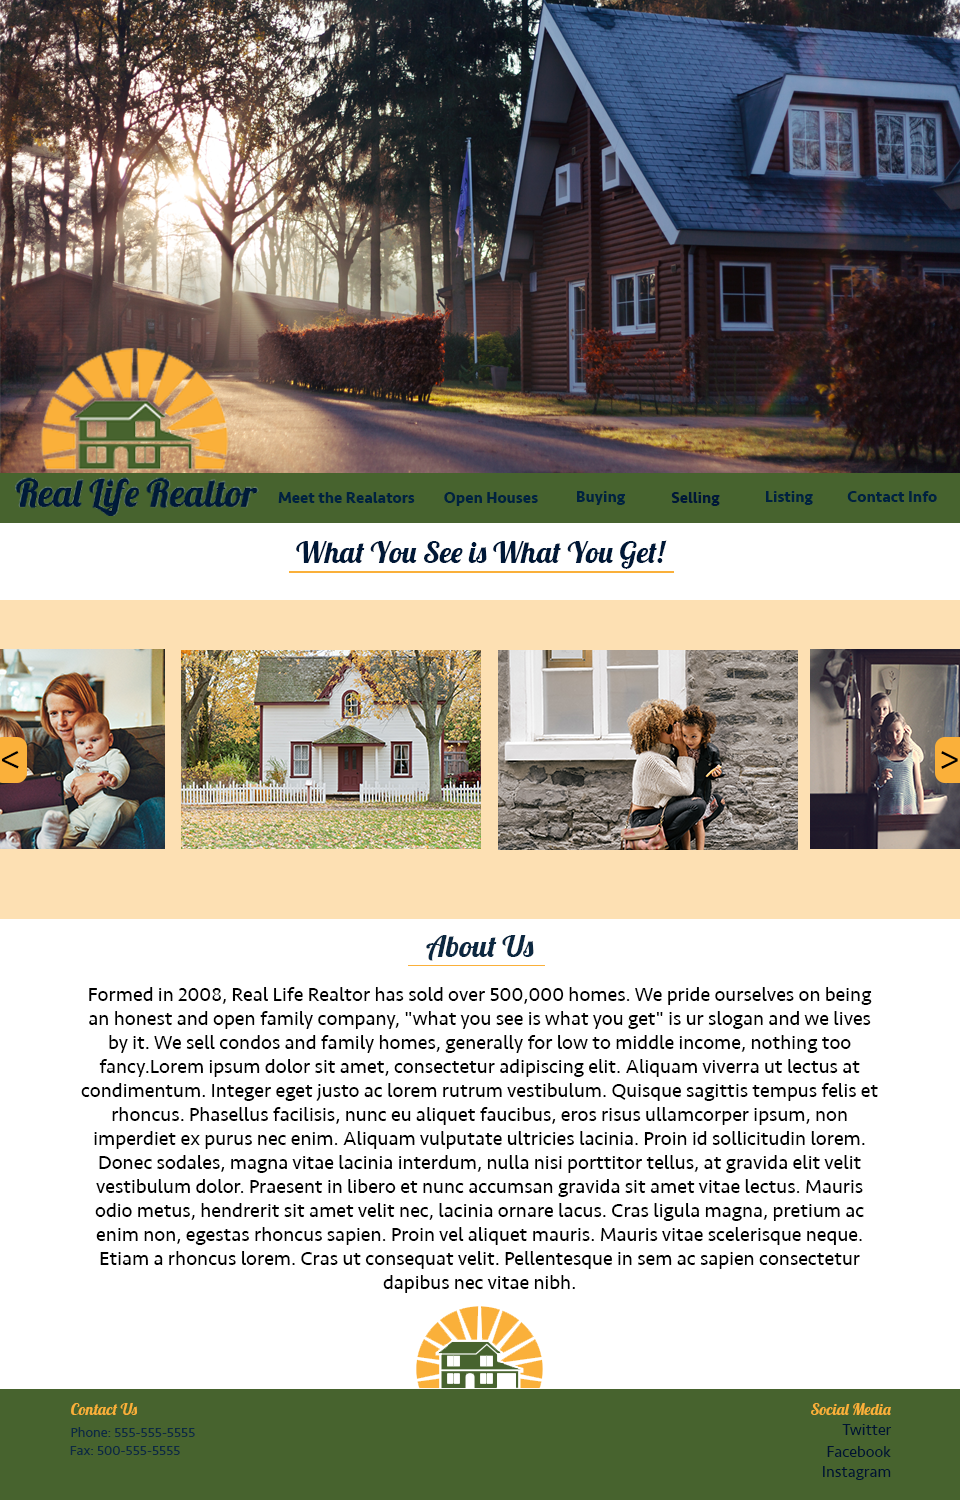 Real Life Realtor
Meet the Realators
Open Houses
Buying
Selling
Listing
Contact Info
What You See is What You Get!
<
>
About Us
Formed in 2008, Real Life Realtor has sold over 500,000 homes. We pride ourselves on being
an honest and open family company, "what you see is what you get" is ur slogan and we lives
by it. We sell condos and family homes, generally for low to middle income, nothing too
fancy.Lorem ipsum dolor sit amet, consectetur adipiscing elit. Aliquam viverra ut lectus at
condimentum. Integer eget justo ac lorem rutrum vestibulum. Quisque sagittis tempus felis et
rhoncus. Phasellus facilisis, nunc eu aliquet faucibus, eros risus ullamcorper ipsum, non
imperdiet ex purus nec enim. Aliquam vulputate ultricies lacinia. Proin id sollicitudin lorem.
Donec sodales, magna vitae lacinia interdum, nulla nisi porttitor tellus, at gravida elit velit
vestibulum dolor. Praesent in libero et nunc accumsan gravida sit amet vitae lectus. Mauris
odio metus, hendrerit sit amet velit nec, lacinia ornare lacus. Cras ligula magna, pretium ac
enim non, egestas rhoncus sapien. Proin vel aliquet mauris. Mauris vitae scelerisque neque.
Etiam a rhoncus lorem. Cras ut consequat velit. Pellentesque in sem ac sapien consectetur
dapibus nec vitae nibh.
Contact Us
Phone: 555-555-5555
Fax: 500-555-5555
Social Media
Twitter
Facebook
Instagram